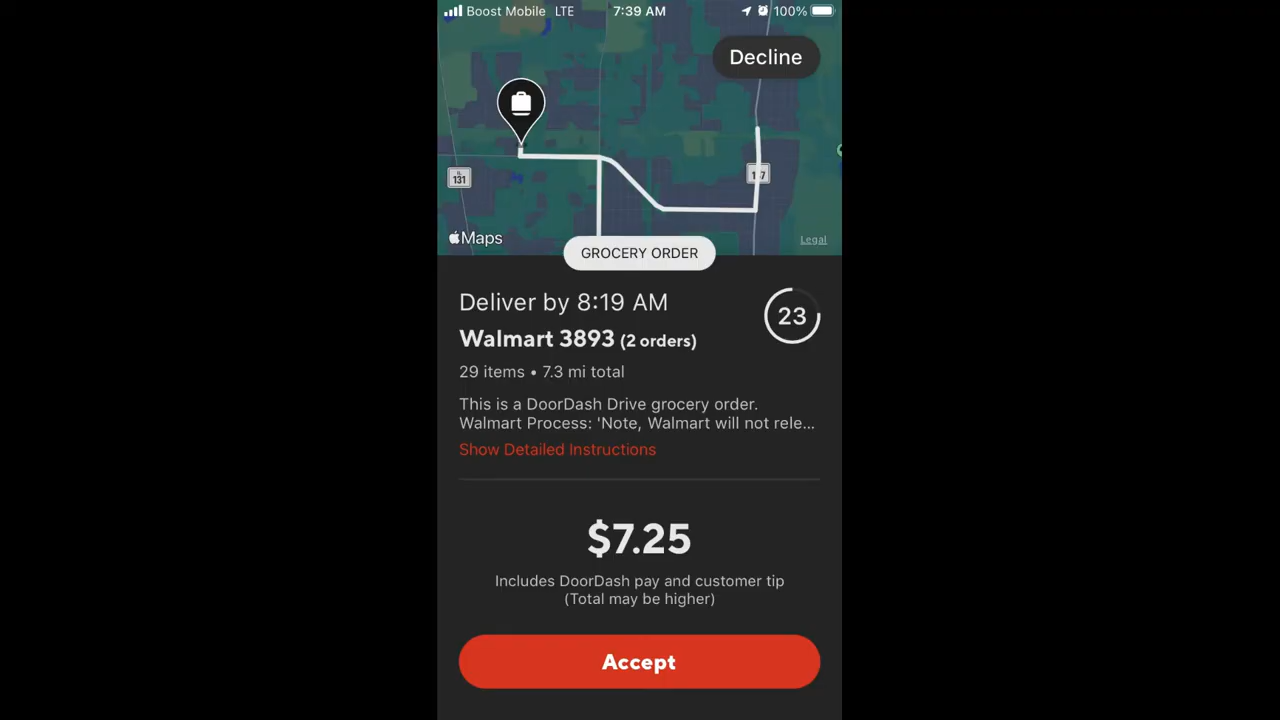 Boost Mobile LTE 7:39 AM 100%
Decline
IL
131
Maps
Legal
GROCERY ORDER
Deliver by 8:19 AM
23
Walmart 3893 (2 orders)
29 items • 7.3 mi total
This is a DoorDash Drive grocery order.
Walmart Process: 'Note, Walmart will not rele...
Show Detailed Instructions
$7.25
Includes DoorDash pay and customer tip
(Total may be higher)
Accept